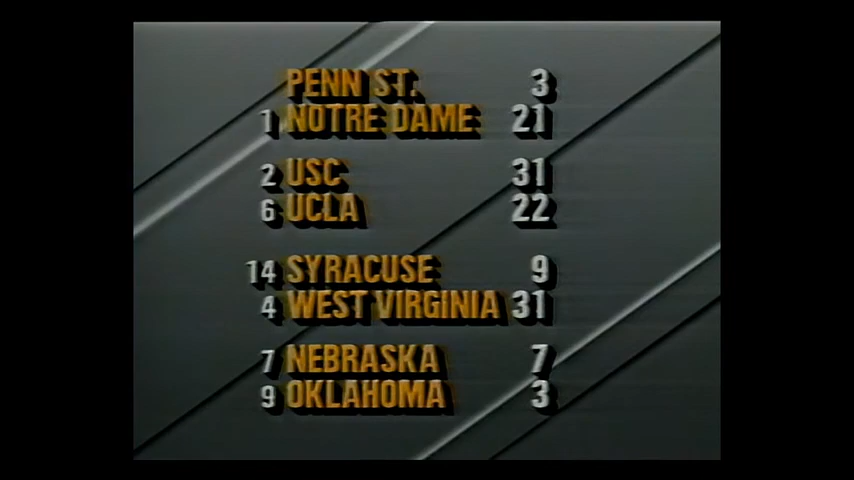 PENN ST. 3
1 NOTRE DAME 21
2 USC 31
6 UCLA 22
14 SYRACUSE 9
4 WEST VIRGINIA 31
7 NEBRASKA 7
9 OKLAHOMA 3